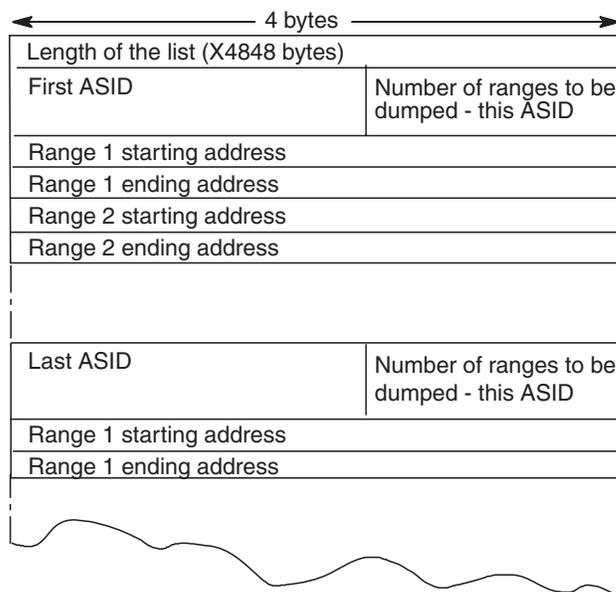 4 bytes
Length of the list (X4848 bytes)
First ASID
Number of ranges to be
dumped - this ASID
Range 1 starting address
Range 1 ending address
Range 2 starting address
Range 2 ending address
Last ASID
Number of ranges to be
dumped - this ASID
Range 1 starting address
Range 1 ending address